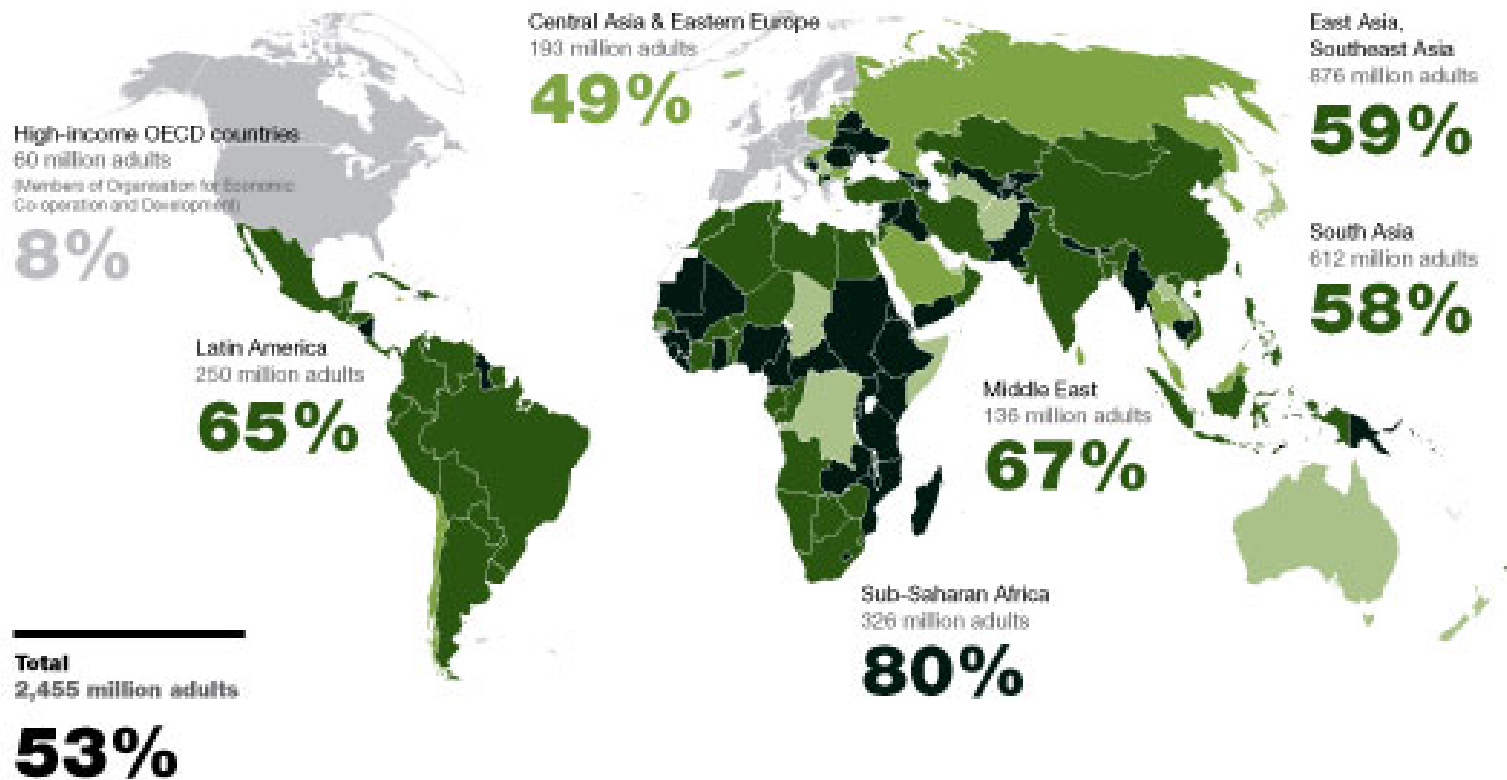 Central Asia & Eastern Europe
193 million adults
49%
East Asia,
Southeast Asia
876 million adults
59%
High-income OECD countries
60 million adults
(Members of Organisation for Economic
Co-operation and Development)
8%
South Asia
612 million adults
58%
Latin America
250 million adults
65%
Middle East
136 million adults
67%
Sub-Saharan Africa
326 million adults
80%
Total
2,455 million adults
53%